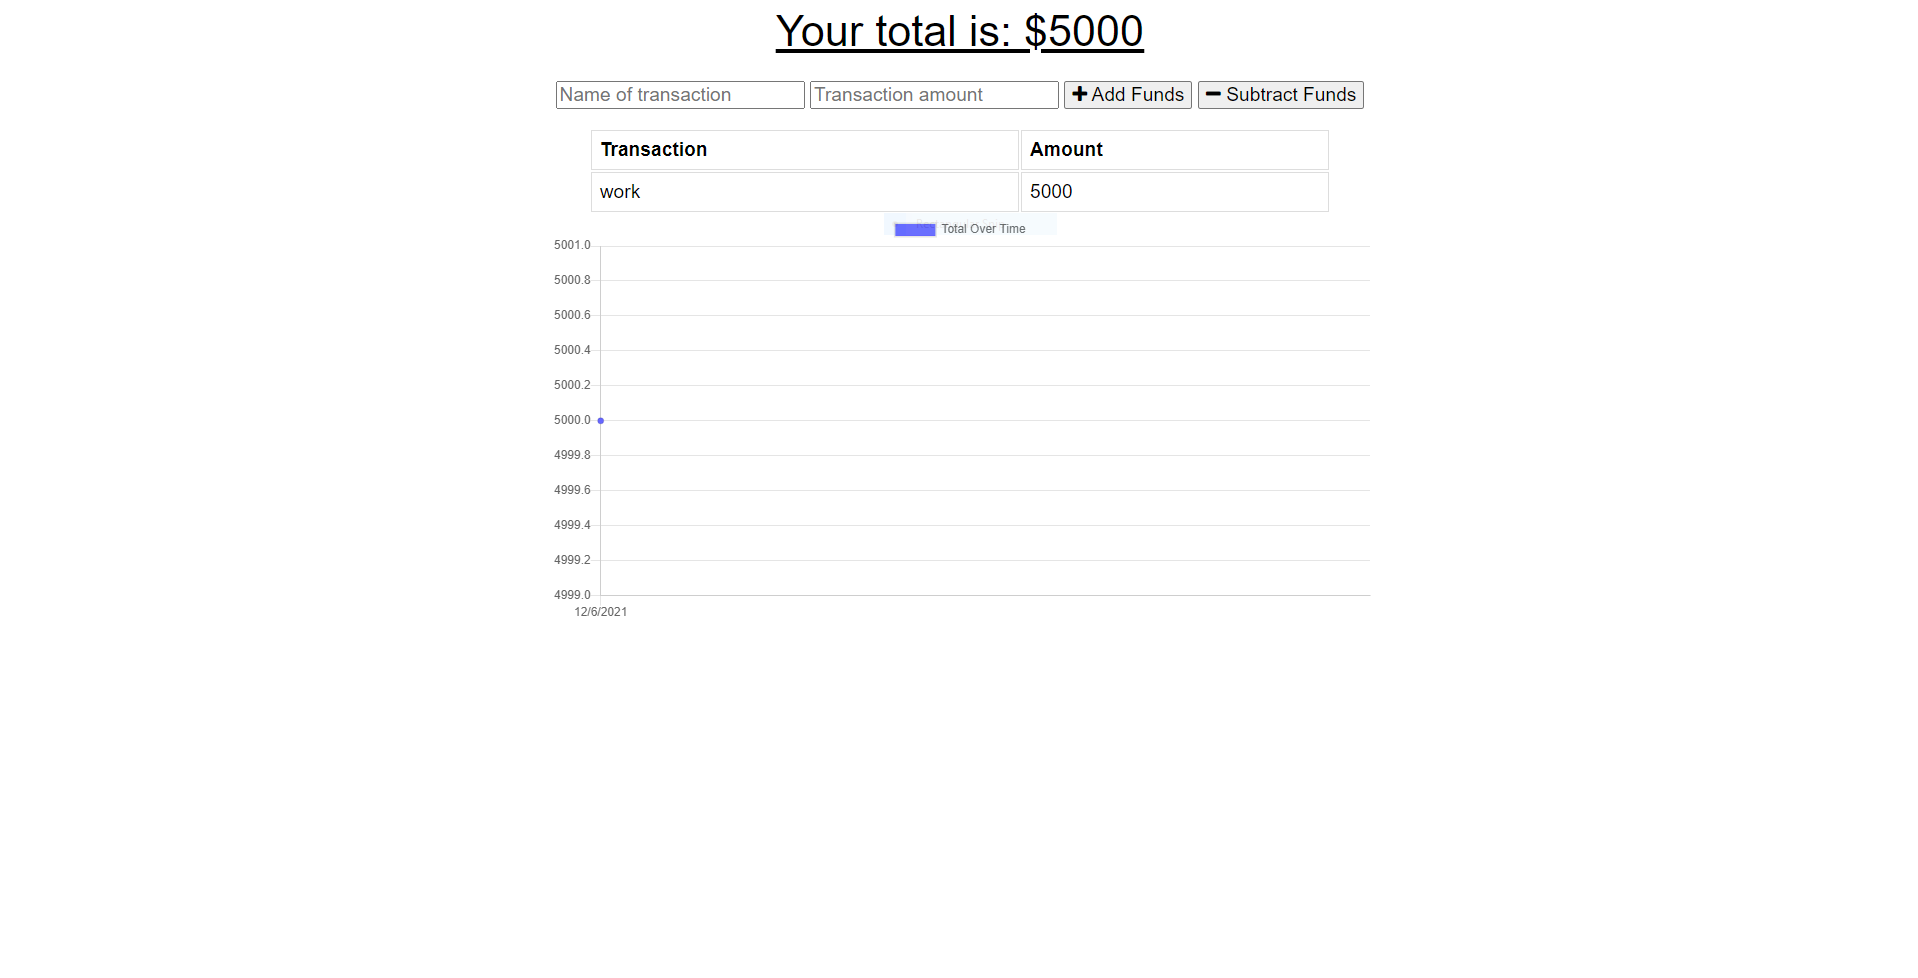 Your total is: $5000
Name of transaction Transaction amount Add Funds Subtract Funds
Transaction Amount
work 5000
Total Over Time
5001.0
5000.8
5000.6
5000.4
5000.2
5000.0
4999.8
4999.6
4999.4
4999.2
4999.0
12/6/2021